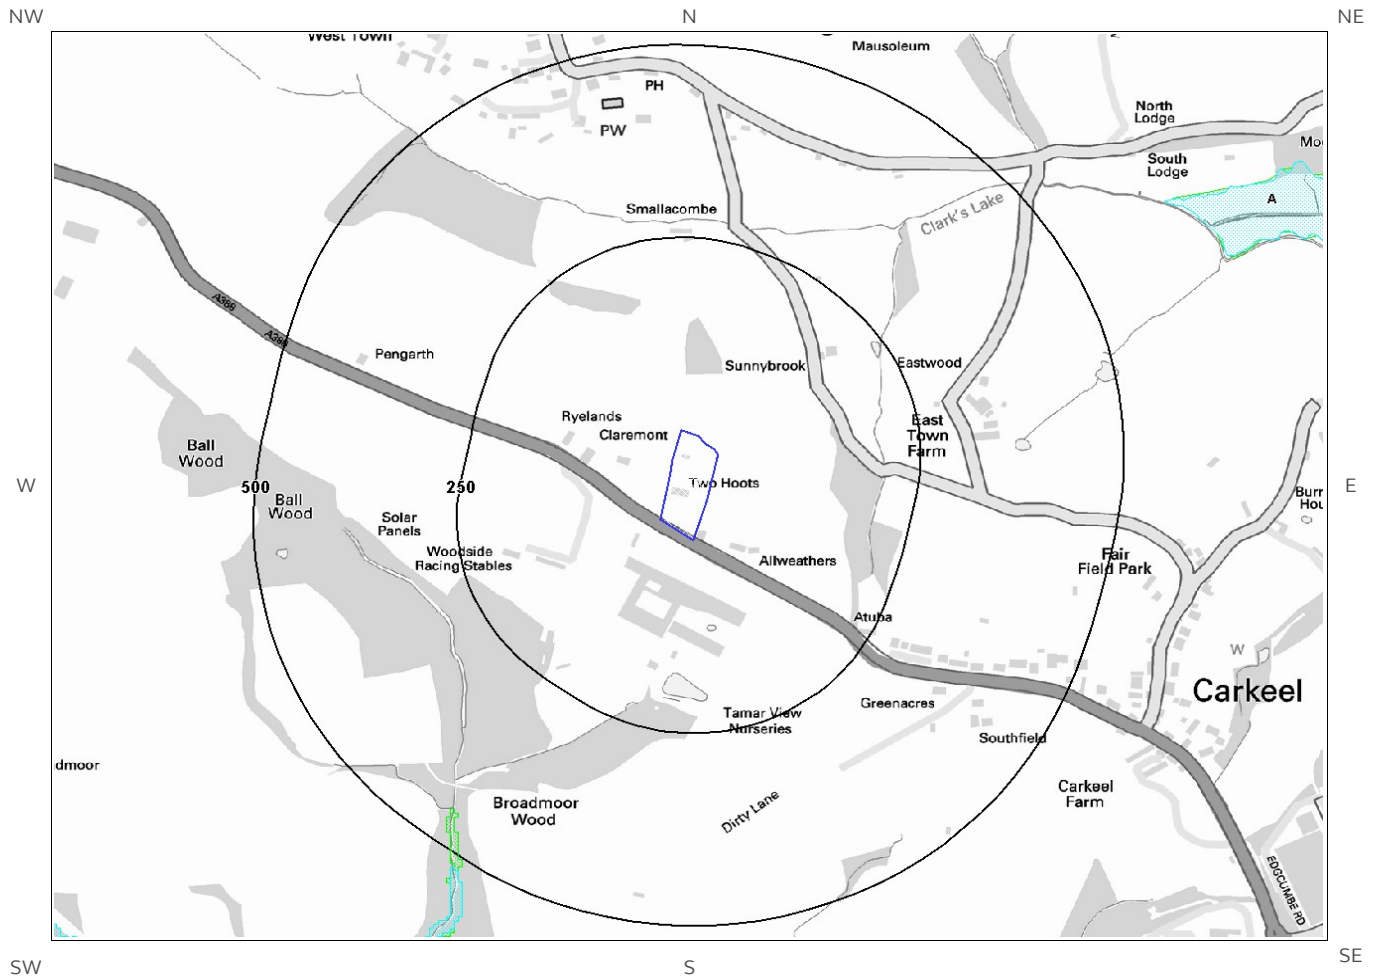 NW
N
NE
West Town
Mausoleum
PH
PW
North
Lodge
South
Lodge
A
Smallacombe
Clark's Lake
A388
A388
Pengarth
Sunnybrook
Eastwood
Ryelands
Claremont
East
Town
Farm
Ball
Wood
W
500
250
Two Hoots
E
Ball
Wood
Solar
Panels
Woodside
Racing Stables
Allweathers
Fair
Field Park
Atuba
W
Carkeel
Greenacres
Tamar View
Nurseries
Southfield
dmoor
Carkeel
Farm
Broadmoor
Wood
Dirty Lane
EDGCUMBE RD
SW
S
SE